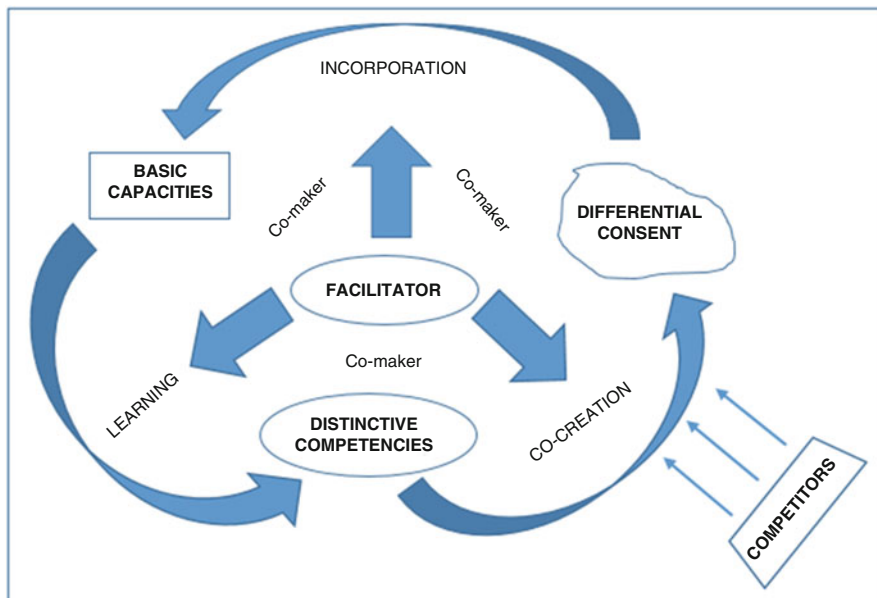 INCORPORATION
BASIC
CAPACITIES
Co-maker
Co-maker
DIFFERENTIAL
CONSENT
FACILITATOR
Co-maker
LEARNING
DISTINCTIVE
COMPETENCIES
CO-CREATION
COMPETITORS